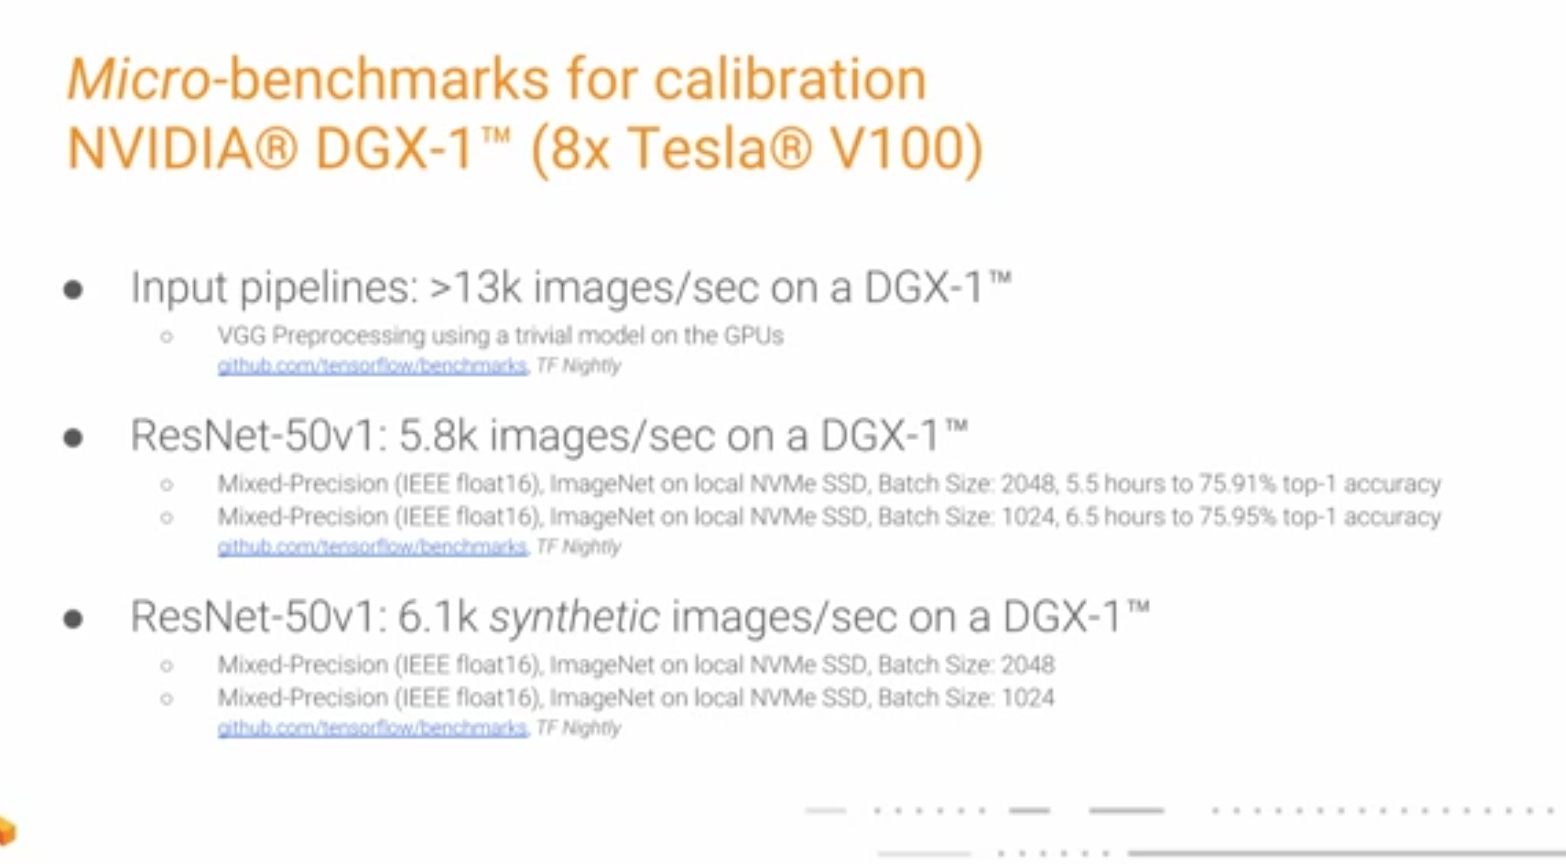 Micro-benchmarks for calibration
NVIDIA® DGX-1™ (8x Tesla® V100)
● Input pipelines: >13k images/sec on a DGX-1™
○ VGG Preprocessing using a trivial model on the GPUs
github.com/tensorflow/benchmarks, TF Nightly
● ResNet-50v1: 5.8k images/sec on a DGX-1™
○ Mixed-Precision (IEEE float16), ImageNet on local NVMe SSD, Batch Size: 2048, 5.5 hours to 75.91% top-1 accuracy
○ Mixed-Precision (IEEE float16), ImageNet on local NVMe SSD, Batch Size: 1024, 6.5 hours to 75.95% top-1 accuracy
github.com/tensorflow/benchmarks, TF Nightly
● ResNet-50v1: 6.1k synthetic images/sec on a DGX-1™
○ Mixed-Precision (IEEE float16), ImageNet on local NVMe SSD, Batch Size: 2048
○ Mixed-Precision (IEEE float16), ImageNet on local NVMe SSD, Batch Size: 1024
github.com/tensorflow/benchmarks, TF Nightly